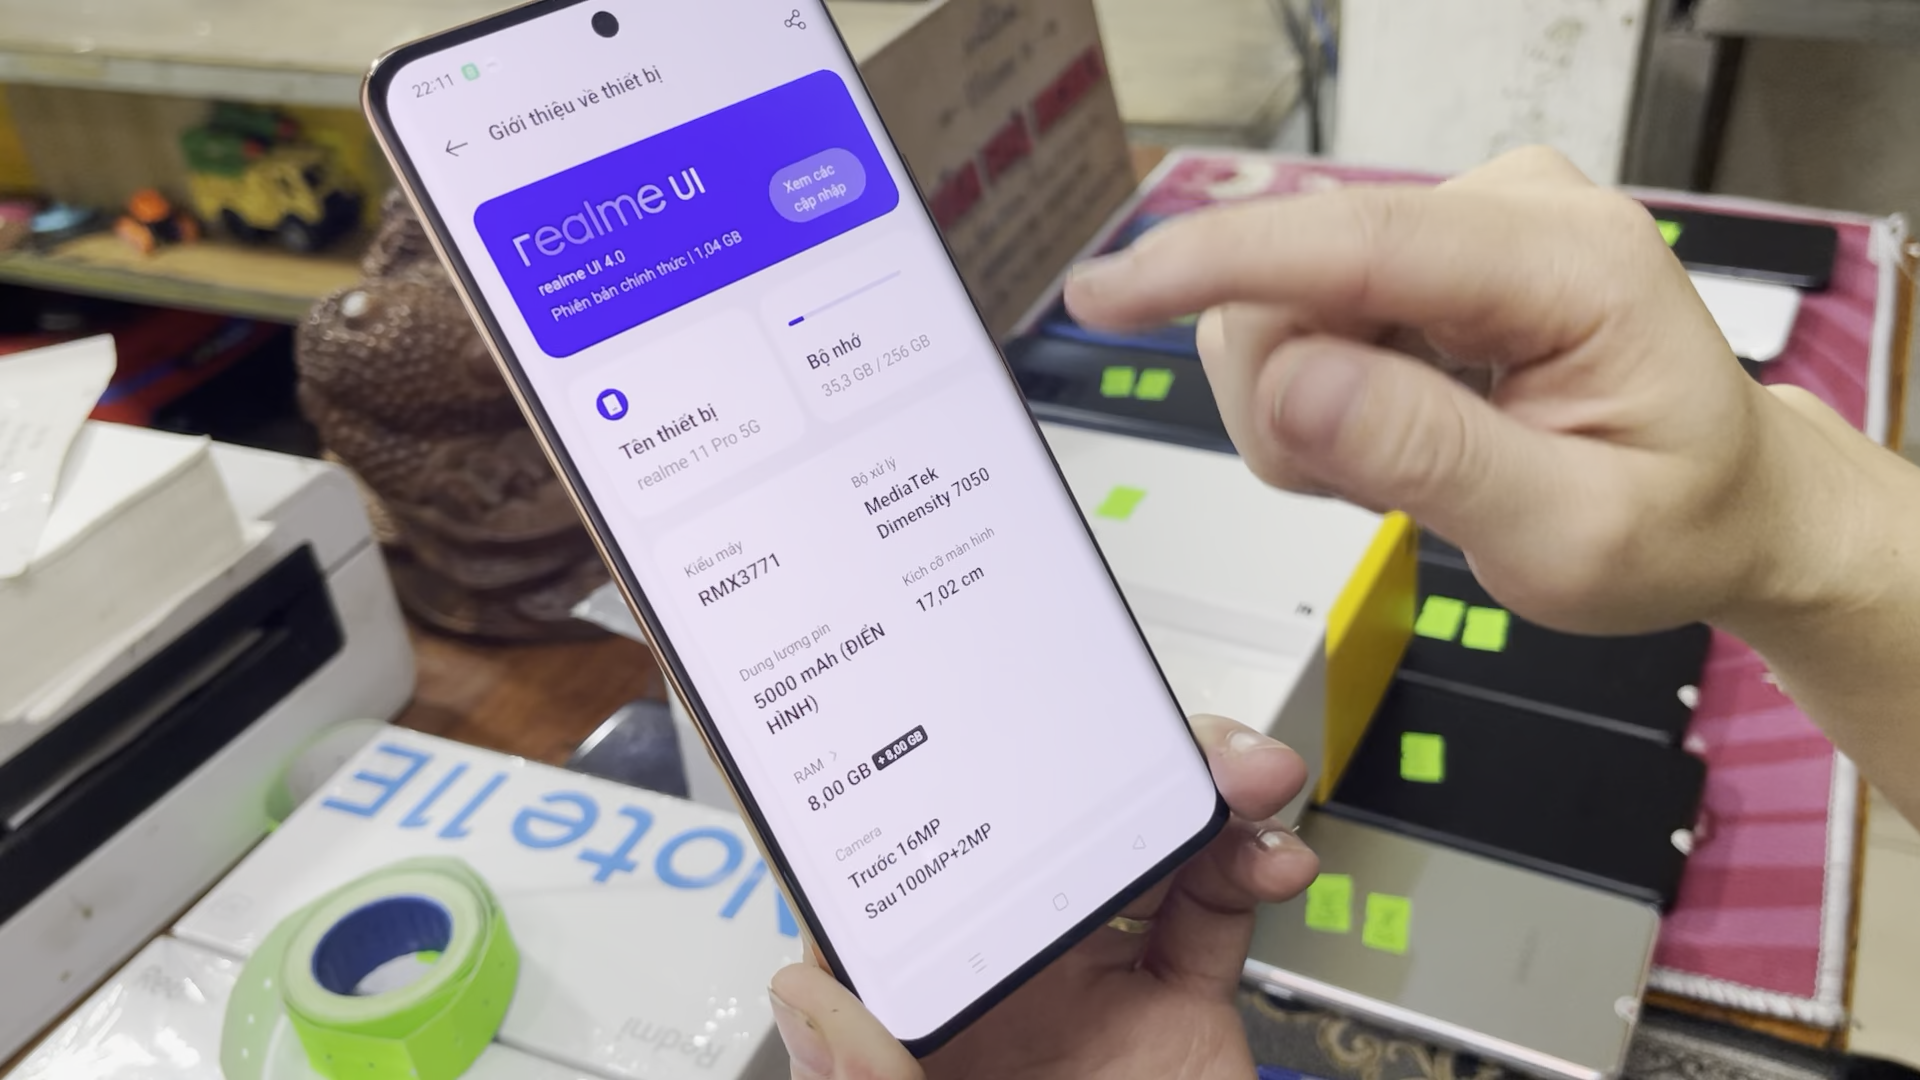 22:11
Giới thiệu về thiết bị
realme UI
Xem các
cập nhập
realme UI 4.0
Phiên bản chính thức | 1,04 GB
Tên thiết bị
realme 11 Pro 5G
Bộ nhớ
35,3 GB / 256 GB
Kiểu máy
RMX3771
Bộ xử lý
MediaTek
Dimensity 7050
Dung lượng pin
5000 mAh (ĐIỂN
HÌNH)
Kích cỡ màn hình
17,02 cm
RAM
8,00 GB + 8,00 GB
Camera
Trước 16MP
Sau 100MP+2MP
Note 11E
Redmi